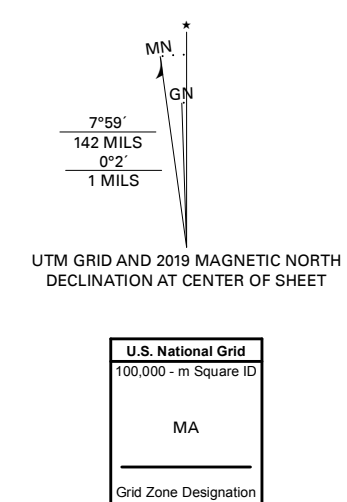 ★
MN
GN
7°59´
142 MILS
0°2´
1 MILS
UTM GRID AND 2019 MAGNETIC NORTH
DECLINATION AT CENTER OF SHEET
U.S. National Grid
100,000 - m Square ID
MA
Grid Zone Designation